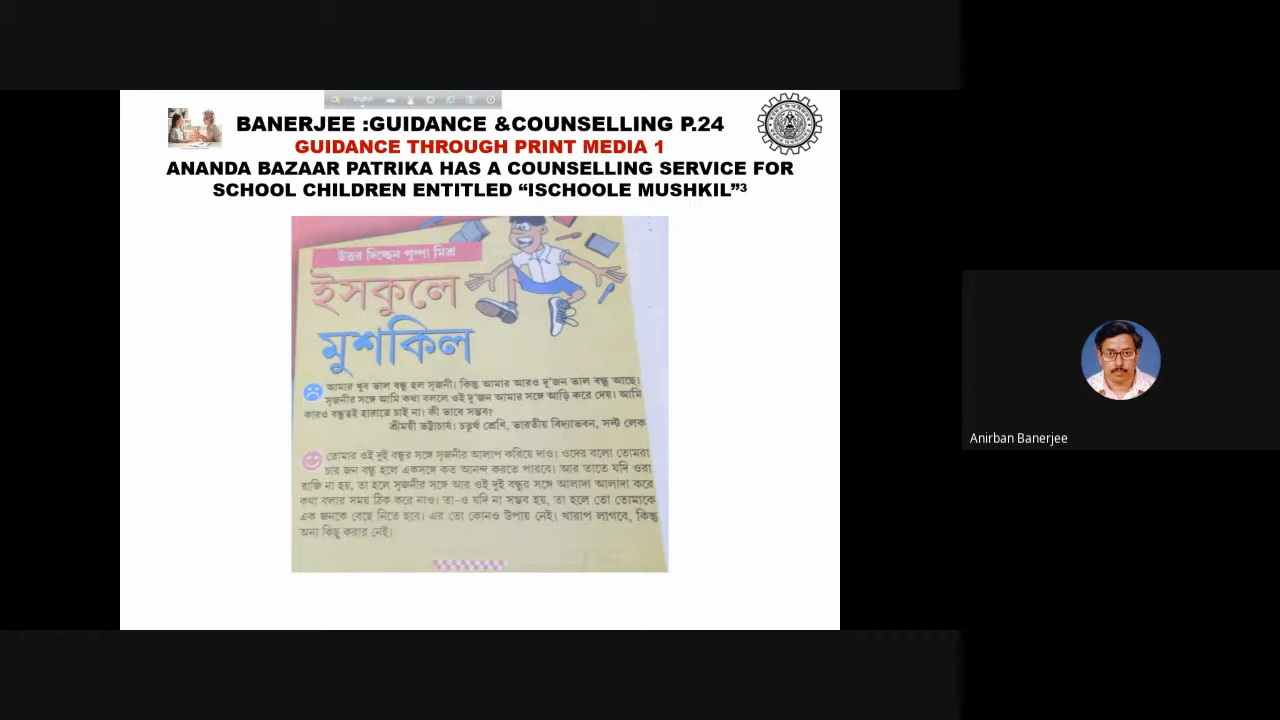 English
BANERJEE :GUIDANCE &COUNSELLING P.24
GUIDANCE THROUGH PRINT MEDIA 1
ANANDA BAZAAR PATRIKA HAS A COUNSELLING SERVICE FOR
SCHOOL CHILDREN ENTITLED “ISCHOOLE MUSHKIL”³
উত্তর দিচ্ছেন পুষ্পা মিশ্র
ইসকুলে
মুশকিল
আমার খুব ভাল বন্ধু হল সৃজনী। কিন্তু আমার আরও দু’জন ভাল বন্ধু আছে।
সৃজনীর সঙ্গে আমি কথা বললে ওই দু’জন আমার সঙ্গে আড়ি করে দেয়। আমি
কারও বন্ধুত্বই হারাতে চাই না। কী ভাবে সম্ভব?
শ্রীময়ী ভট্টাচার্য। চতুর্থ শ্রেণি, ভারতীয় বিদ্যাভবন, সল্ট লেক
তোমার ওই দুই বন্ধুর সঙ্গে সৃজনীর আলাপ করিয়ে দাও। ওদের বলো তোমরা
চার জন বন্ধু হলে একসঙ্গে কত আনন্দ করতে পারবে। আর তাতে যদি ওরা
রাজি না হয়, তা হলে সৃজনীর সঙ্গে আর ওই দুই বন্ধুর সঙ্গে আলাদা আলাদা করে
কথা বলার সময় ঠিক করে নাও। তা-ও যদি না সম্ভব হয়, তা হলে তো তোমাকে
এক জনকে বেছে নিতে হবে। এর তো কোনও উপায় নেই। খারাপ লাগবে, কিন্তু
অন্য কিছু করার নেই।
Anirban Banerjee